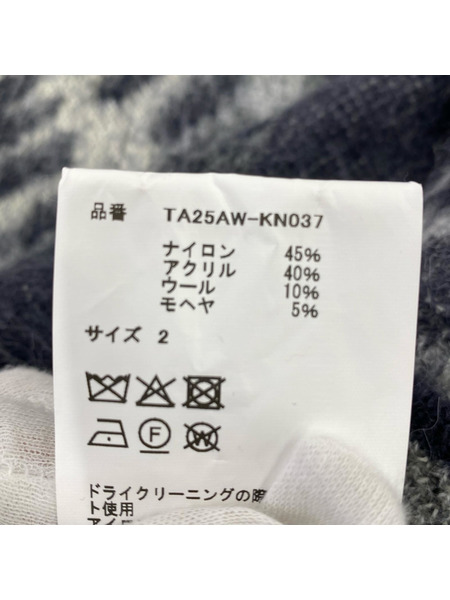 品番 TA25AW-KN037
ナイロン 45%
アクリル 40%
ウール 10%
モヘヤ 5%
サイズ 2
F
W
ドライクリーニングの際
ト使用